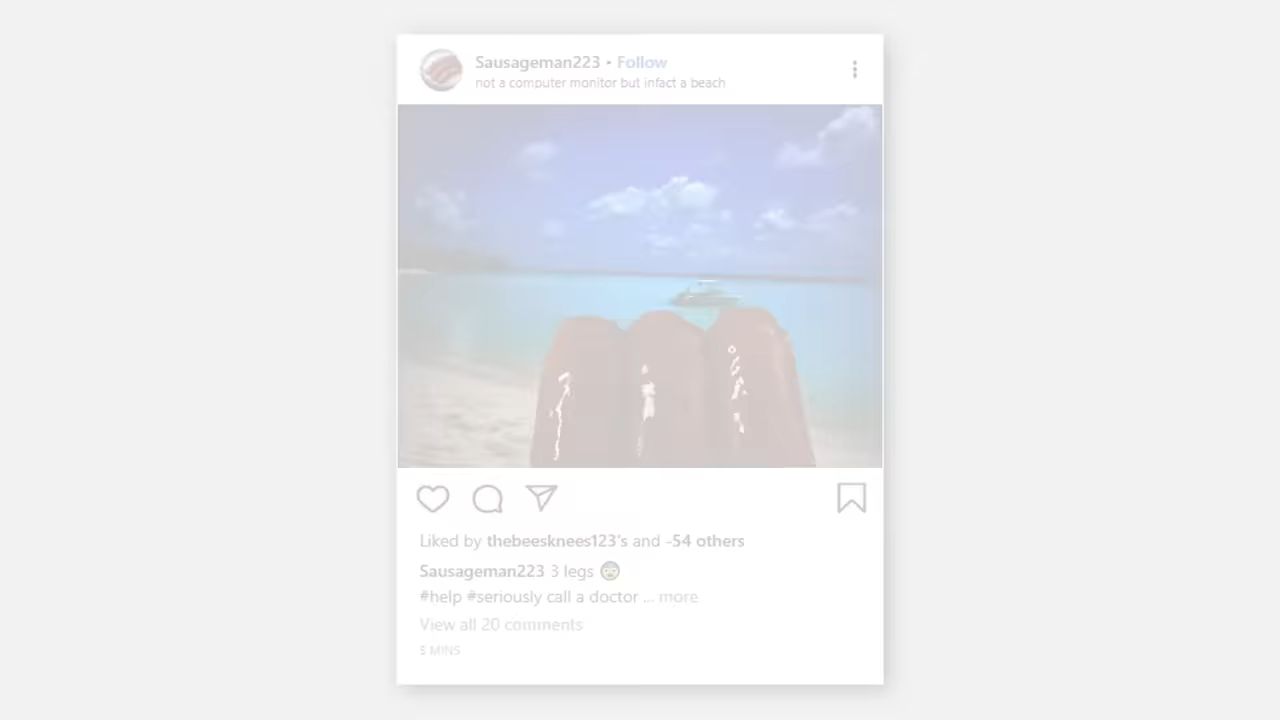 Sausageman223 • Follow
not a computer monitor but infact a beach
Liked by thebeesknees123's and -54 others
Sausageman223 3 legs 😨
#help #seriously call a doctor ... more
View all 20 comments
MINS